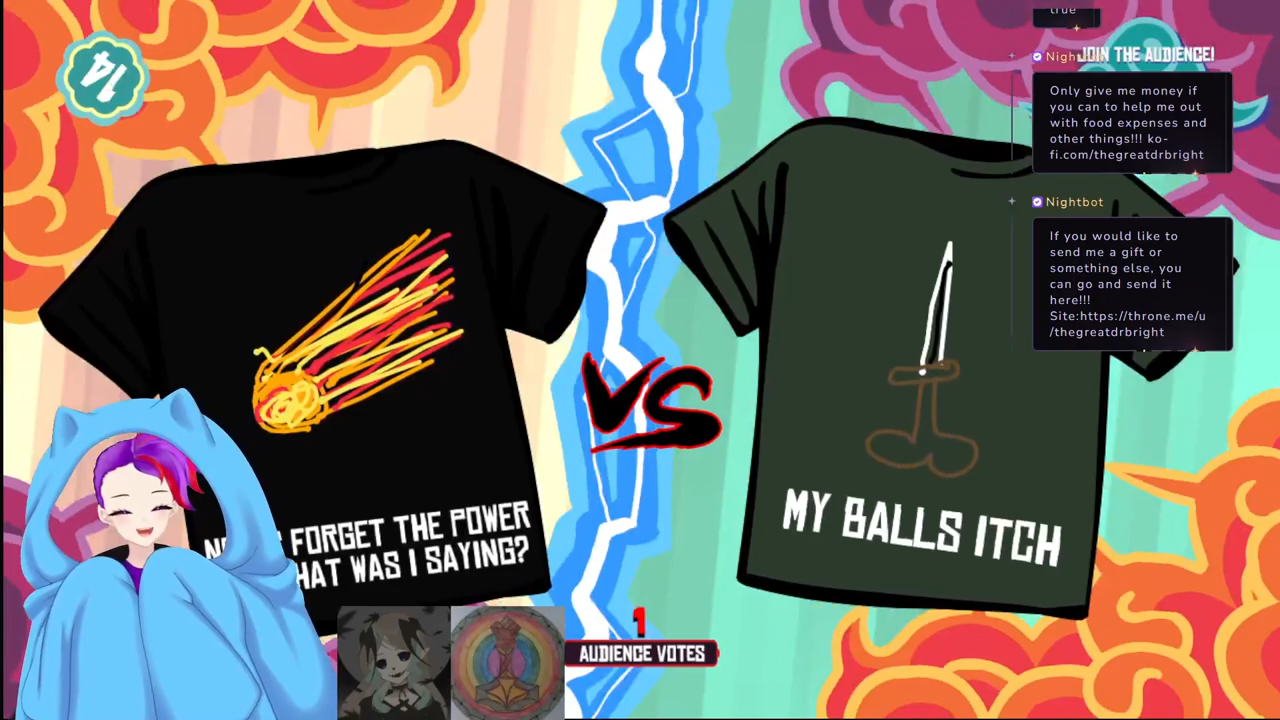 14
JOIN THE AUDIENCE!
true
Nigh
Only give me money if
you can to help me out
with food expenses and
other things!!! ko-
fi.com/thegreatdrbright
Nightbot
If you would like to
send me a gift or
something else, you
can go and send it
here!!!
Site:https://throne.me/u
/thegreatdrbright
VS
FORGET THE POWER
HAT WAS I SAYING?
MY BALLS ITCH
1
AUDIENCE VOTES